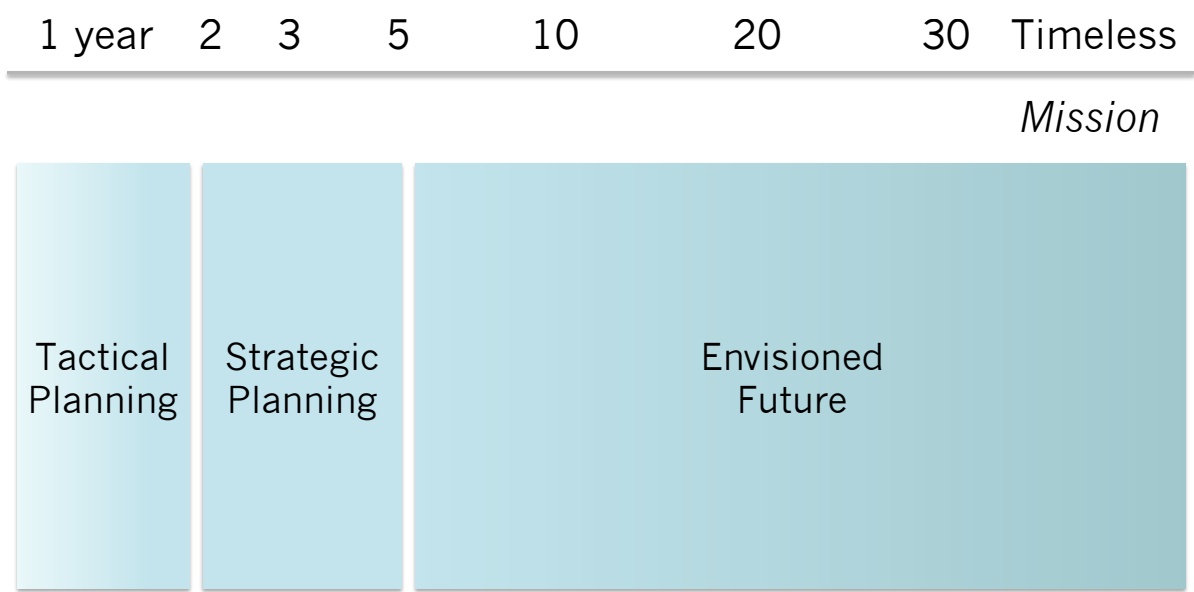 1 year 2 3 5 10 20 30 Timeless
Mission
Tactical
Planning
Strategic
Planning
Envisioned
Future